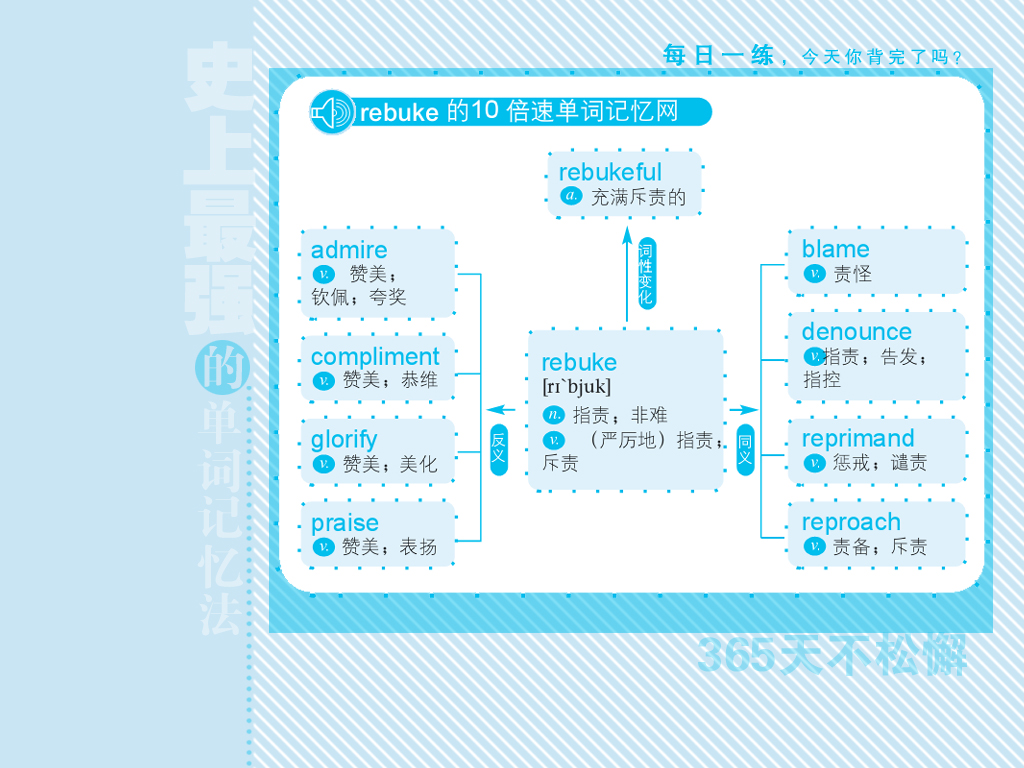 每日一练，今天你背完了吗？
史上最强的单词记忆法
rebuke 的10 倍速单词记忆网
rebukeful
a. 充满斥责的
词性变化
admire
v. 赞美；
钦佩；夸奖
compliment
v. 赞美；恭维
glorify
v. 赞美；美化
praise
v. 赞美；表扬
反义
rebuke
[rɪ`bjuk]
n. 指责；非难
v. （严厉地）指责；
斥责
同义
blame
v. 责怪
denounce
v. 指责；告发；
指控
reprimand
v. 惩戒；谴责
reproach
v. 责备；斥责
365天不松懈